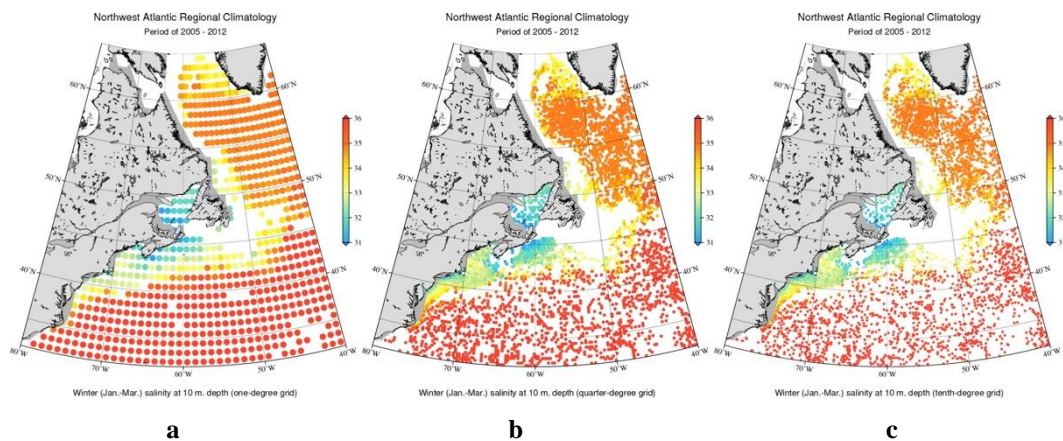 Northwest Atlantic Regional Climatology
Period of 2005 - 2012
60°N
50°N
40°N
80°W
70°W
60°W
50°W
40°W
36
35
34
33
32
31
Winter (Jan.-Mar.) salinity at 10 m. depth (one-degree grid)
a
Northwest Atlantic Regional Climatology
Period of 2005 - 2012
60°N
50°N
40°N
80°W
70°W
60°W
50°W
40°W
36
35
34
33
32
31
Winter (Jan.-Mar.) salinity at 10 m. depth (quarter-degree grid)
b
Northwest Atlantic Regional Climatology
Period of 2005 - 2012
60°N
50°N
40°N
80°W
70°W
60°W
50°W
40°W
36
35
34
33
32
31
Winter (Jan.-Mar.) salinity at 10 m. depth (tenth-degree grid)
c